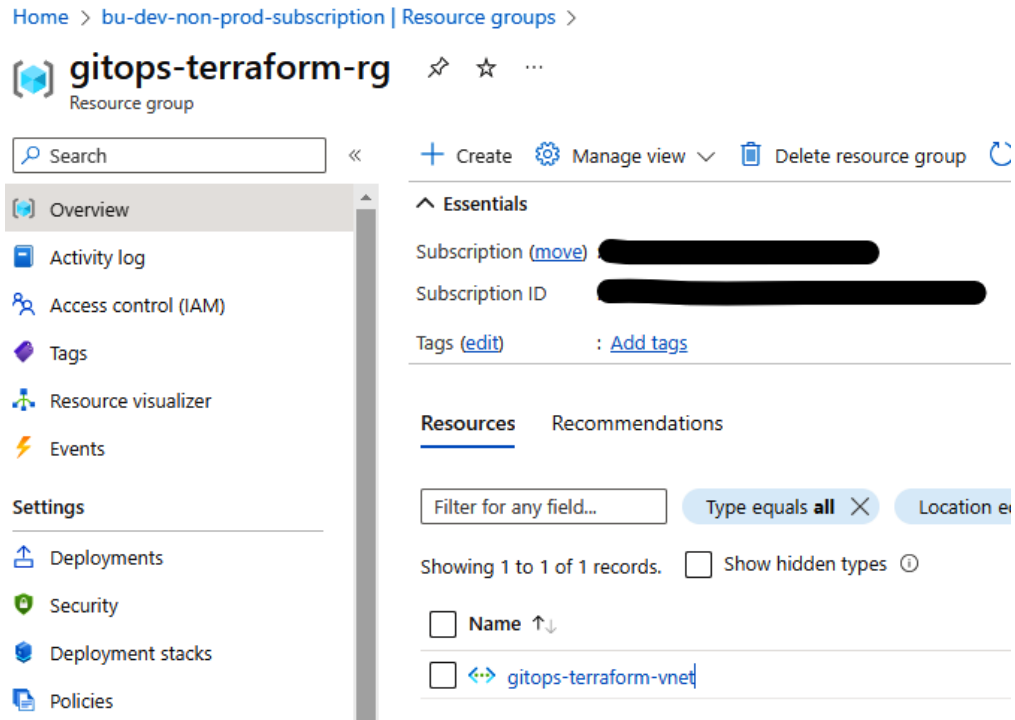 Home > bu-dev-non-prod-subscription | Resource groups >
gitops-terraform-rg
Resource group
Search
Create Manage view Delete resource group
Overview
Activity log
Access control (IAM)
Tags
Resource visualizer
Events
Settings
Deployments
Security
Deployment stacks
Policies
Essentials
Subscription (move) :
Subscription ID
Tags (edit) : Add tags
Resources Recommendations
Filter for any field... Type equals all Location
Showing 1 to 1 of 1 records. Show hidden types
Name ↑↓
gitops-terraform-vnet